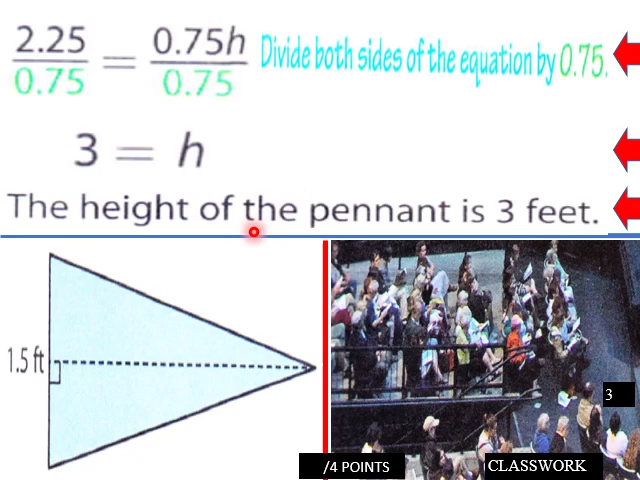 2.25 = 0.75h Divide both sides of the equation by 0.75.
0.75 0.75
3 = h
The height of the pennant is 3 feet.
1.5 ft
3
/4 POINTS CLASSWORK